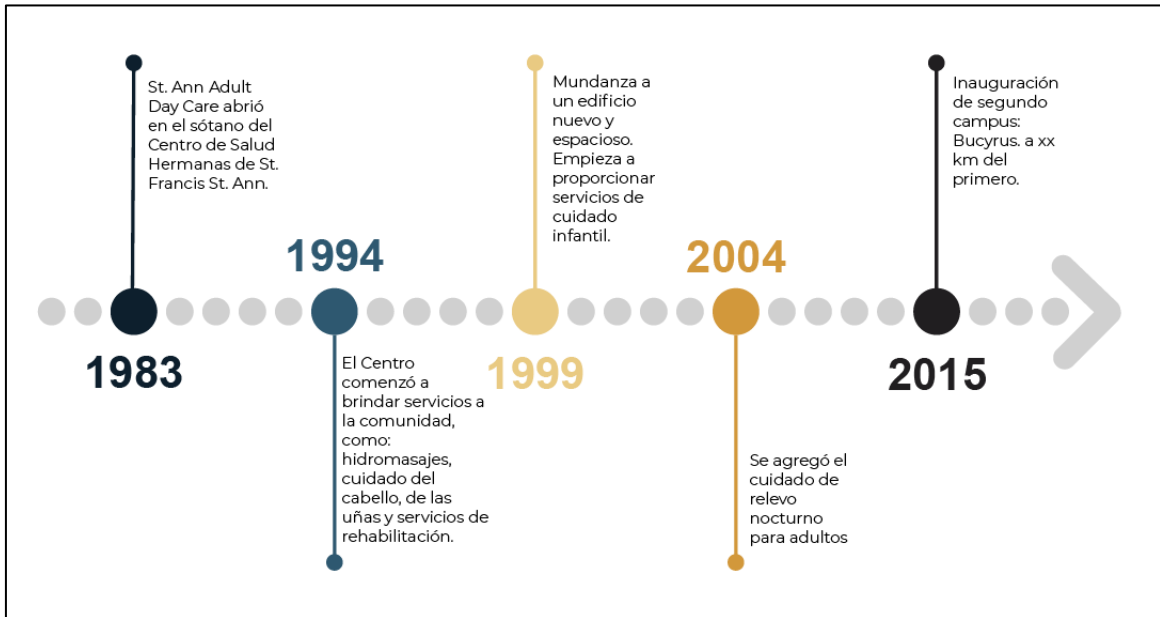 St. Ann Adult
Day Care abrió
en el sótano del
Centro de Salud
Hermanas de St.
Francis St. Ann.
1983
1994
El Centro
comenzó a
brindar servicios a
la comunidad,
como:
hidromasajes,
cuidado del
cabello, de las
uñas y servicios de
rehabilitación.
Mundanza a
un edificio
nuevo y
espacioso.
Empieza a
proporcionar
servicios de
cuidado
infantil.
1999
2004
Se agregó el
cuidado de
relevo
nocturno
para adultos
Inauguración
de segundo
campus:
Bucyrus. a xx
km del
primero.
2015